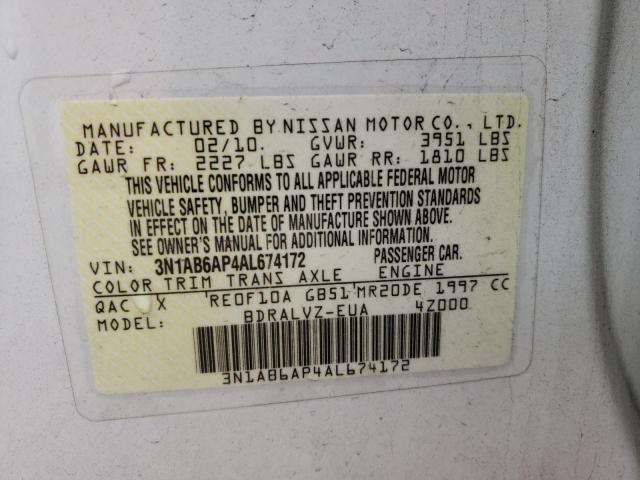 MANUFACTURED BY NISSAN MOTOR CO., LTD.
DATE: 02/10. GVWR: 3951 LBS
GAWR FR: 2227 LBS GAWR RR: 1810 LBS
THIS VEHICLE CONFORMS TO ALL APPLICABLE FEDERAL MOTOR
VEHICLE SAFETY, BUMPER AND THEFT PREVENTION STANDARDS
IN EFFECT ON THE DATE OF MANUFACTURE SHOWN ABOVE.
SEE OWNER'S MANUAL FOR ADDITIONAL INFORMATION.
VIN: 3N1AB6AP4AL674172 PASSENGER CAR.
COLOR TRIM TRANS AXLE ENGINE
QAC X RE0F10A GB51 MR20DE 1997 CC
MODEL: BDRALVZ-EUA 4Z000
3N1AB6AP4AL674172